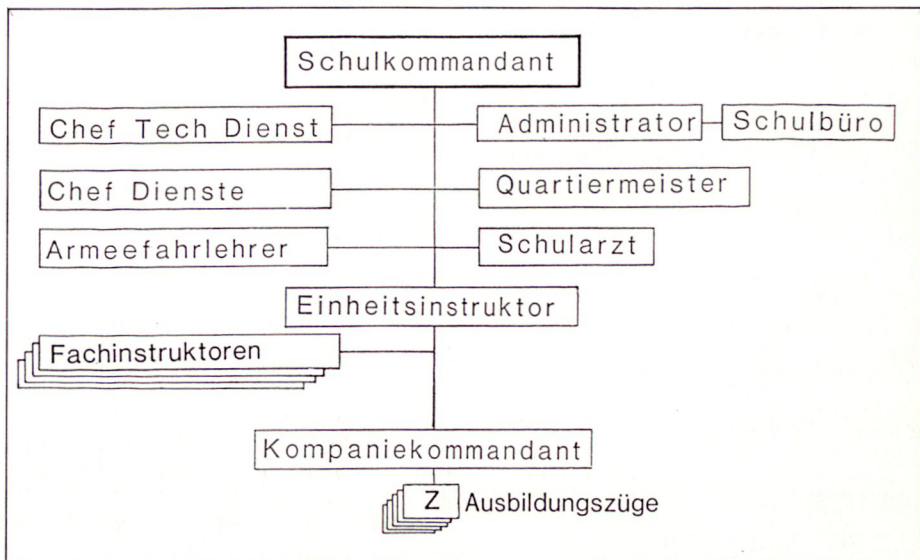 Schulkommandant
Chef Tech Dienst
Administrator
Schulbüro
Chef Dienste
Quartiermeister
Armeefahrlehrer
Schularzt
Einheitsinstruktor
Fachinstruktoren
Kompaniekommandant
Z Ausbildungszüge